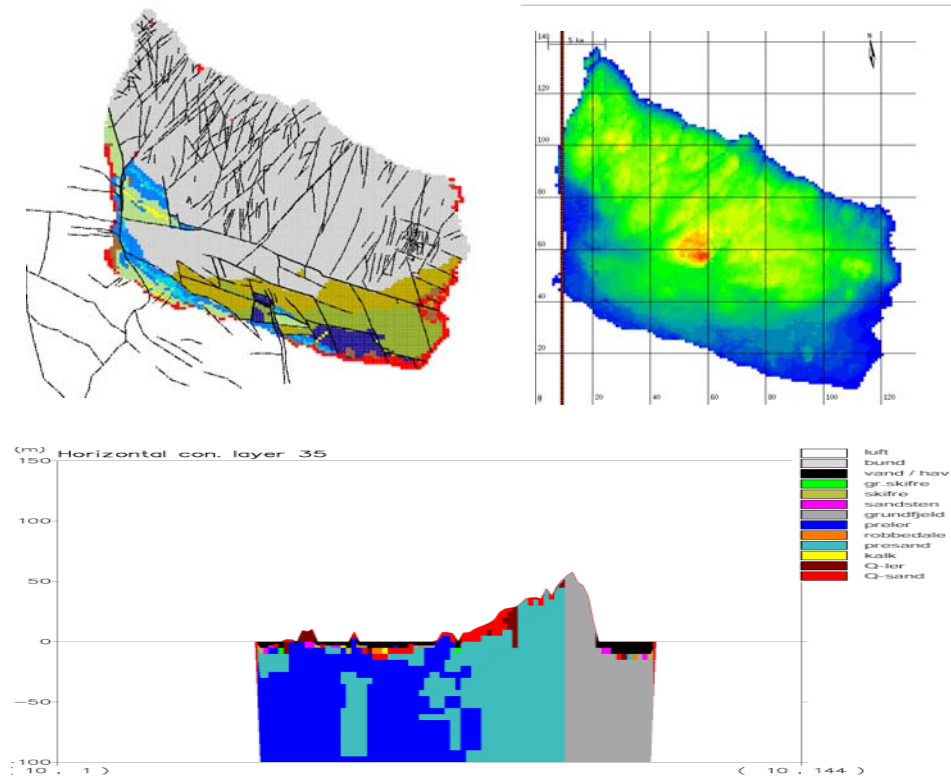 140
5 km
N
120
100
80
60
40
20
0
20
40
60
80
100
120
(m)
Horizontal con. layer 35
150
100
50
0
-50
-100
( 10 , 1 )
( 10 , 144 )
luft
bund
vand / hav
gr.skifre
skifre
sandsten
grundfjeld
preler
robbedale
presand
kalk
Q-ler
Q-sand